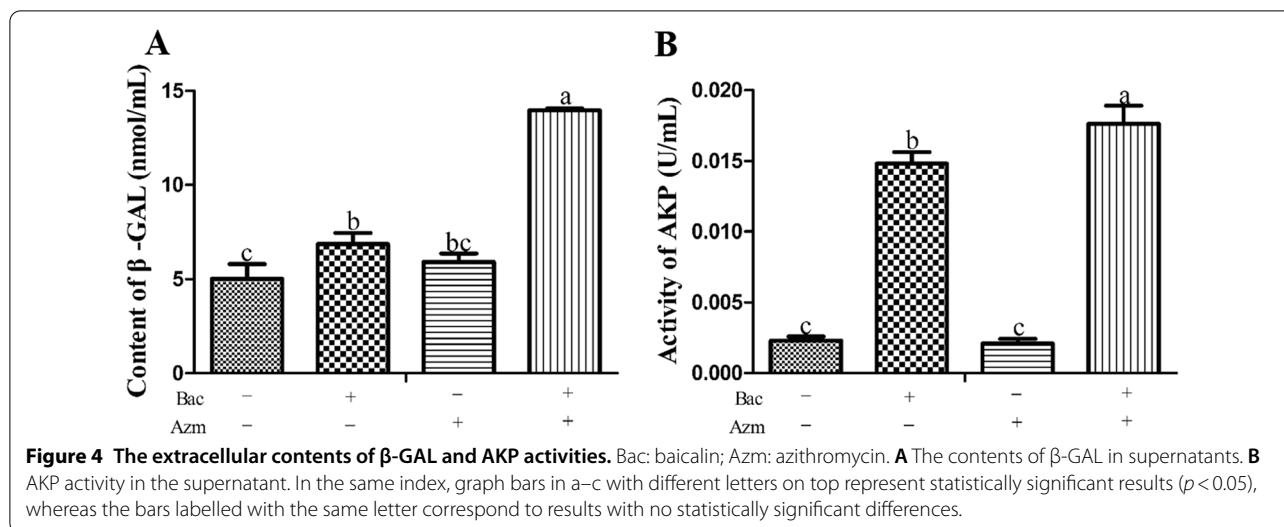 A
B
Content of β -GAL (nmol/mL)
15
10
5
0
c
b
bc
a
Bac − + − +
Azm − − + +
Activity of AKP (U/mL)
0.020
0.015
0.010
0.005
0.000
c
b
c
a
Bac − + − +
Azm − − + +
Figure 4 The extracellular contents of β-GAL and AKP activities. Bac: baicalin; Azm: azithromycin. A The contents of β-GAL in supernatants. B
AKP activity in the supernatant. In the same index, graph bars in a–c with different letters on top represent statistically significant results (p < 0.05),
whereas the bars labelled with the same letter correspond to results with no statistically significant differences.